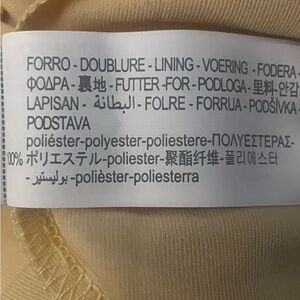 FORRO - DOUBLURE - LINING - VOERING - FODERA -
ΦΟΔΡΑ - 裏地 - FUTTER -FOR - PODLOGA - 里料 - 안감
LAPISAN - البطانة - FOLRE - FORRUA - PODŠÍVKA
PODSTAVA
poliéster-polyester-poliestere-ΠΟΛΥΕΣΤΕΡΑΣ-
00% ポリエステル-poliester-聚酯纤维-폴리에스터
بوليستير- -polièster-poliesterra